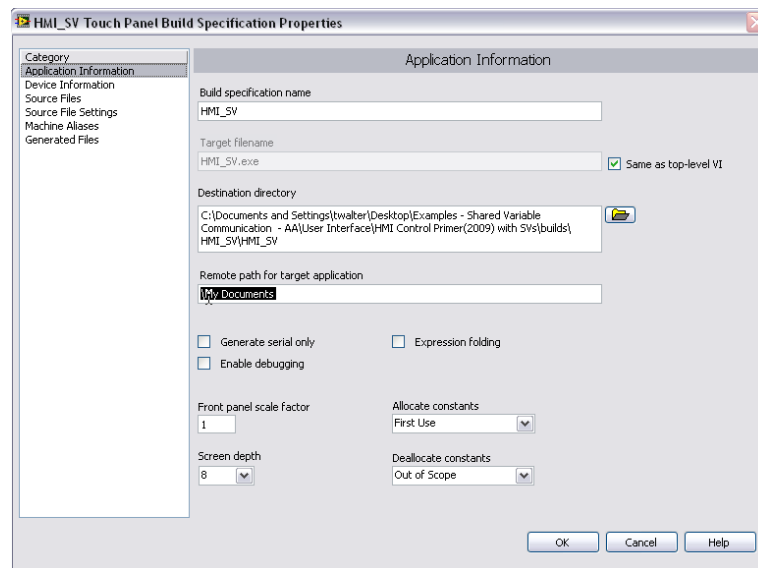 HMI_SV Touch Panel Build Specification Properties
Category
Application Information
Device Information
Source Files
Source File Settings
Machine Aliases
Generated Files
Application Information
Build specification name
HMI_SV
Target filename
HMI_SV.exe
Same as top-level VI
Destination directory
C:\Documents and Settings\twalter\Desktop\Examples - Shared Variable
Communication - AA\User Interface\HMI Control Primer(2009) with SVs\builds\
HMI_SV\HMI_SV
Remote path for target application
\My Documents
Generate serial only
Expression folding
Enable debugging
Front panel scale factor
Allocate constants
1
First Use
Screen depth
Deallocate constants
8
Out of Scope
OK
Cancel
Help